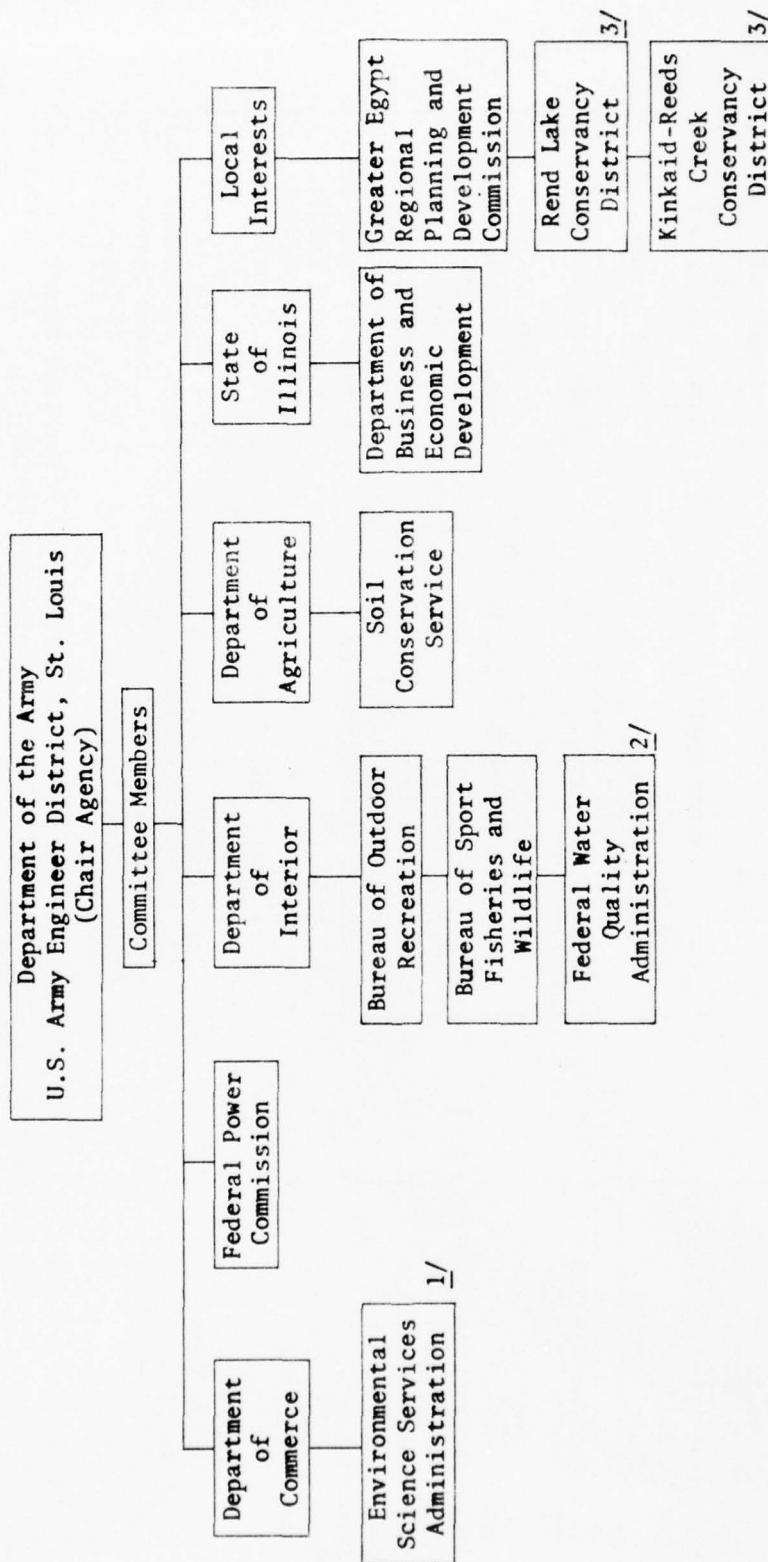 Department of the Army
U.S. Army Engineer District, St. Louis
(Chair Agency)
Committee Members
Department
of
Commerce
Environmental
Science Services
Administration 1/
Federal Power
Commission
Department
of
Interior
Bureau of Outdoor
Recreation
Bureau of Sport
Fisheries and
Wildlife
Federal Water
Quality
Administration 2/
Department
of
Agriculture
Soil
Conservation
Service
State
of
Illinois
Department of
Business and
Economic
Development
Local
Interests
Greater Egypt
Regional
Planning and
Development
Commission
Rend Lake
Conservancy
District 3/
Kinkaid-Reeds
Creek
Conservancy
District 3/